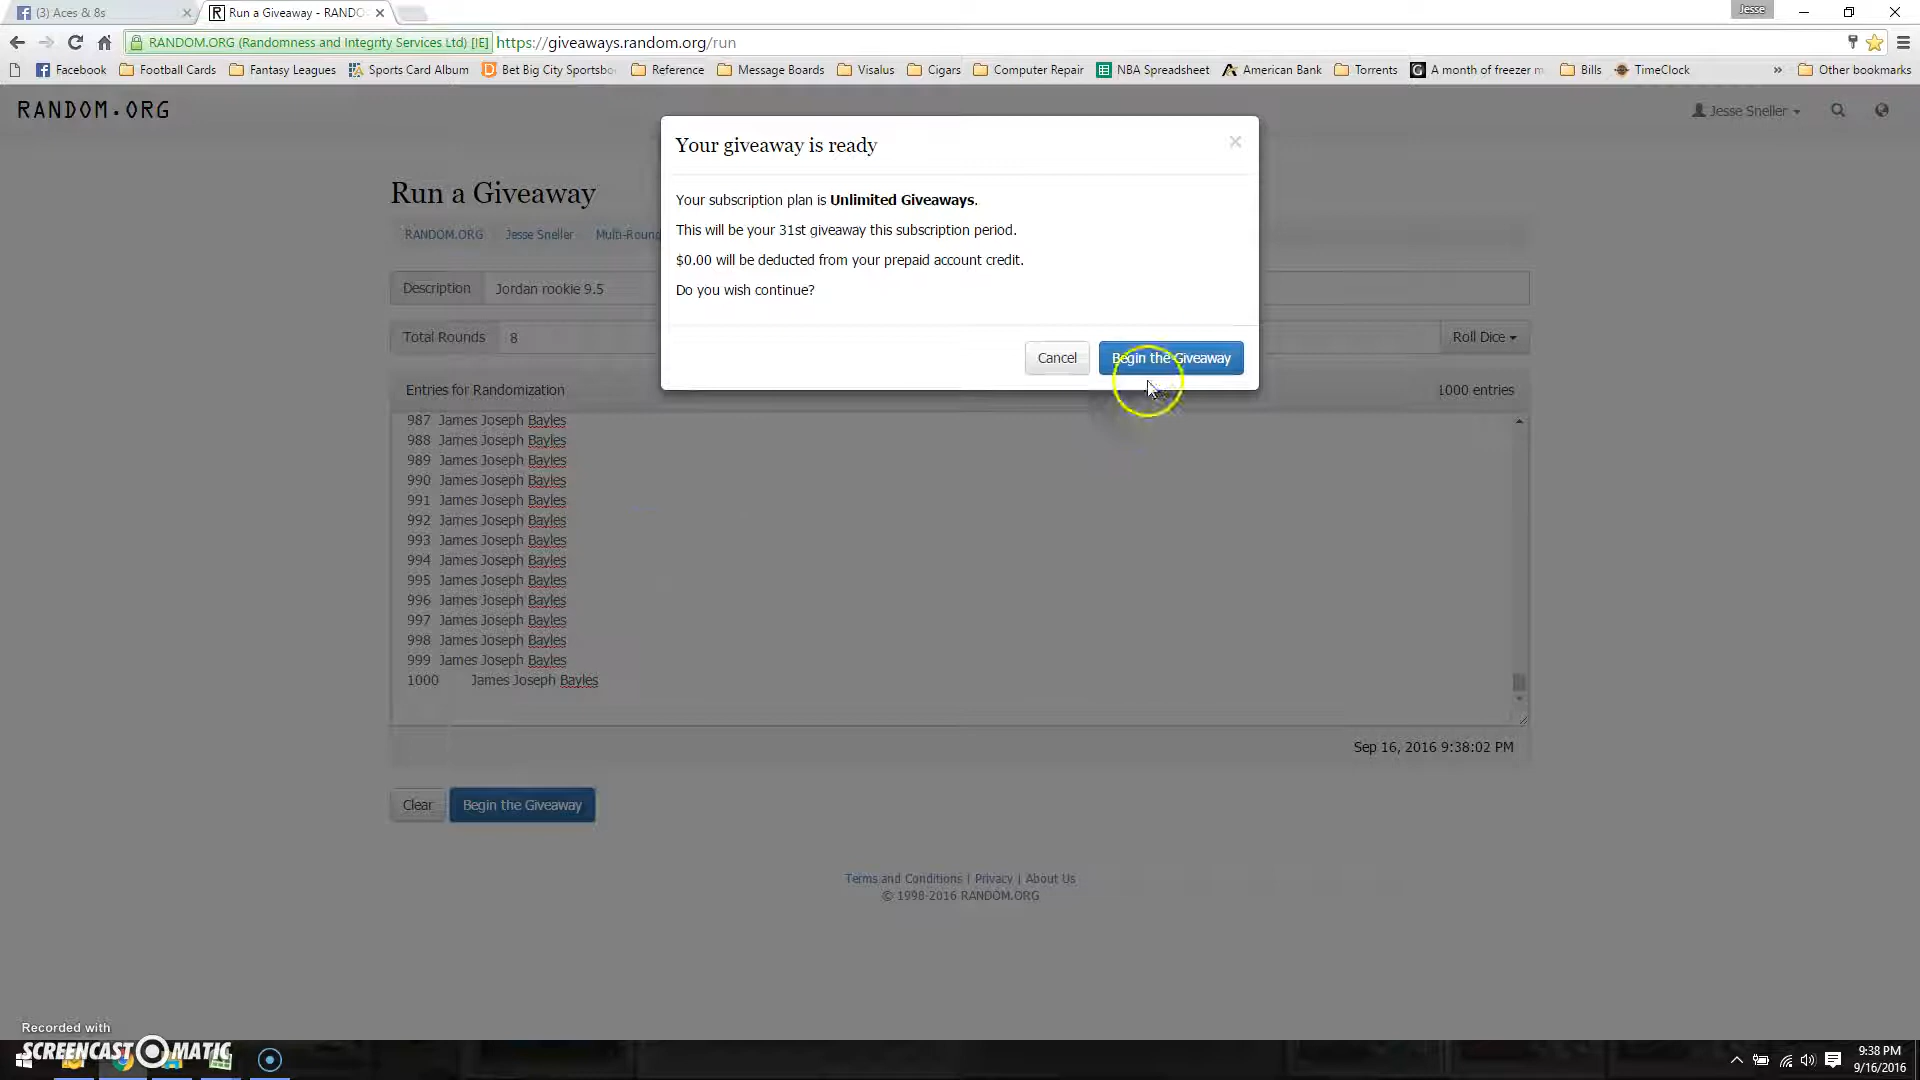 (3) Aces & 8s
Run a Giveaway - RANDO
Jesse
RANDOM.ORG (Randomness and Integrity Services Ltd) [IE] https://giveaways.random.org/run
Facebook Football Cards Fantasy Leagues Sports Card Album Bet Big City Sportsbo Reference Message Boards Visalus Cigars Computer Repair NBA Spreadsheet American Bank Torrents A month of freezer m Bills TimeClock » Other bookmarks
RANDOM.ORG
Jesse Sneller
Your giveaway is ready
×
Your subscription plan is Unlimited Giveaways.
This will be your 31st giveaway this subscription period.
$0.00 will be deducted from your prepaid account credit.
Do you wish continue?
Cancel
Begin the Giveaway
Run a Giveaway
RANDOM.ORG Jesse Sneller Multi-Round
Description Jordan rookie 9.5
Total Rounds 8
Roll Dice
Entries for Randomization
1000 entries
987 James Joseph Bayles
988 James Joseph Bayles
989 James Joseph Bayles
990 James Joseph Bayles
991 James Joseph Bayles
992 James Joseph Bayles
993 James Joseph Bayles
994 James Joseph Bayles
995 James Joseph Bayles
996 James Joseph Bayles
997 James Joseph Bayles
998 James Joseph Bayles
999 James Joseph Bayles
1000 James Joseph Bayles
Sep 16, 2016 9:38:02 PM
Clear
Begin the Giveaway
Terms and Conditions | Privacy | About Us
© 1998-2016 RANDOM.ORG
Recorded with
SCREENCAST-O-MATIC
9:38 PM
9/16/2016